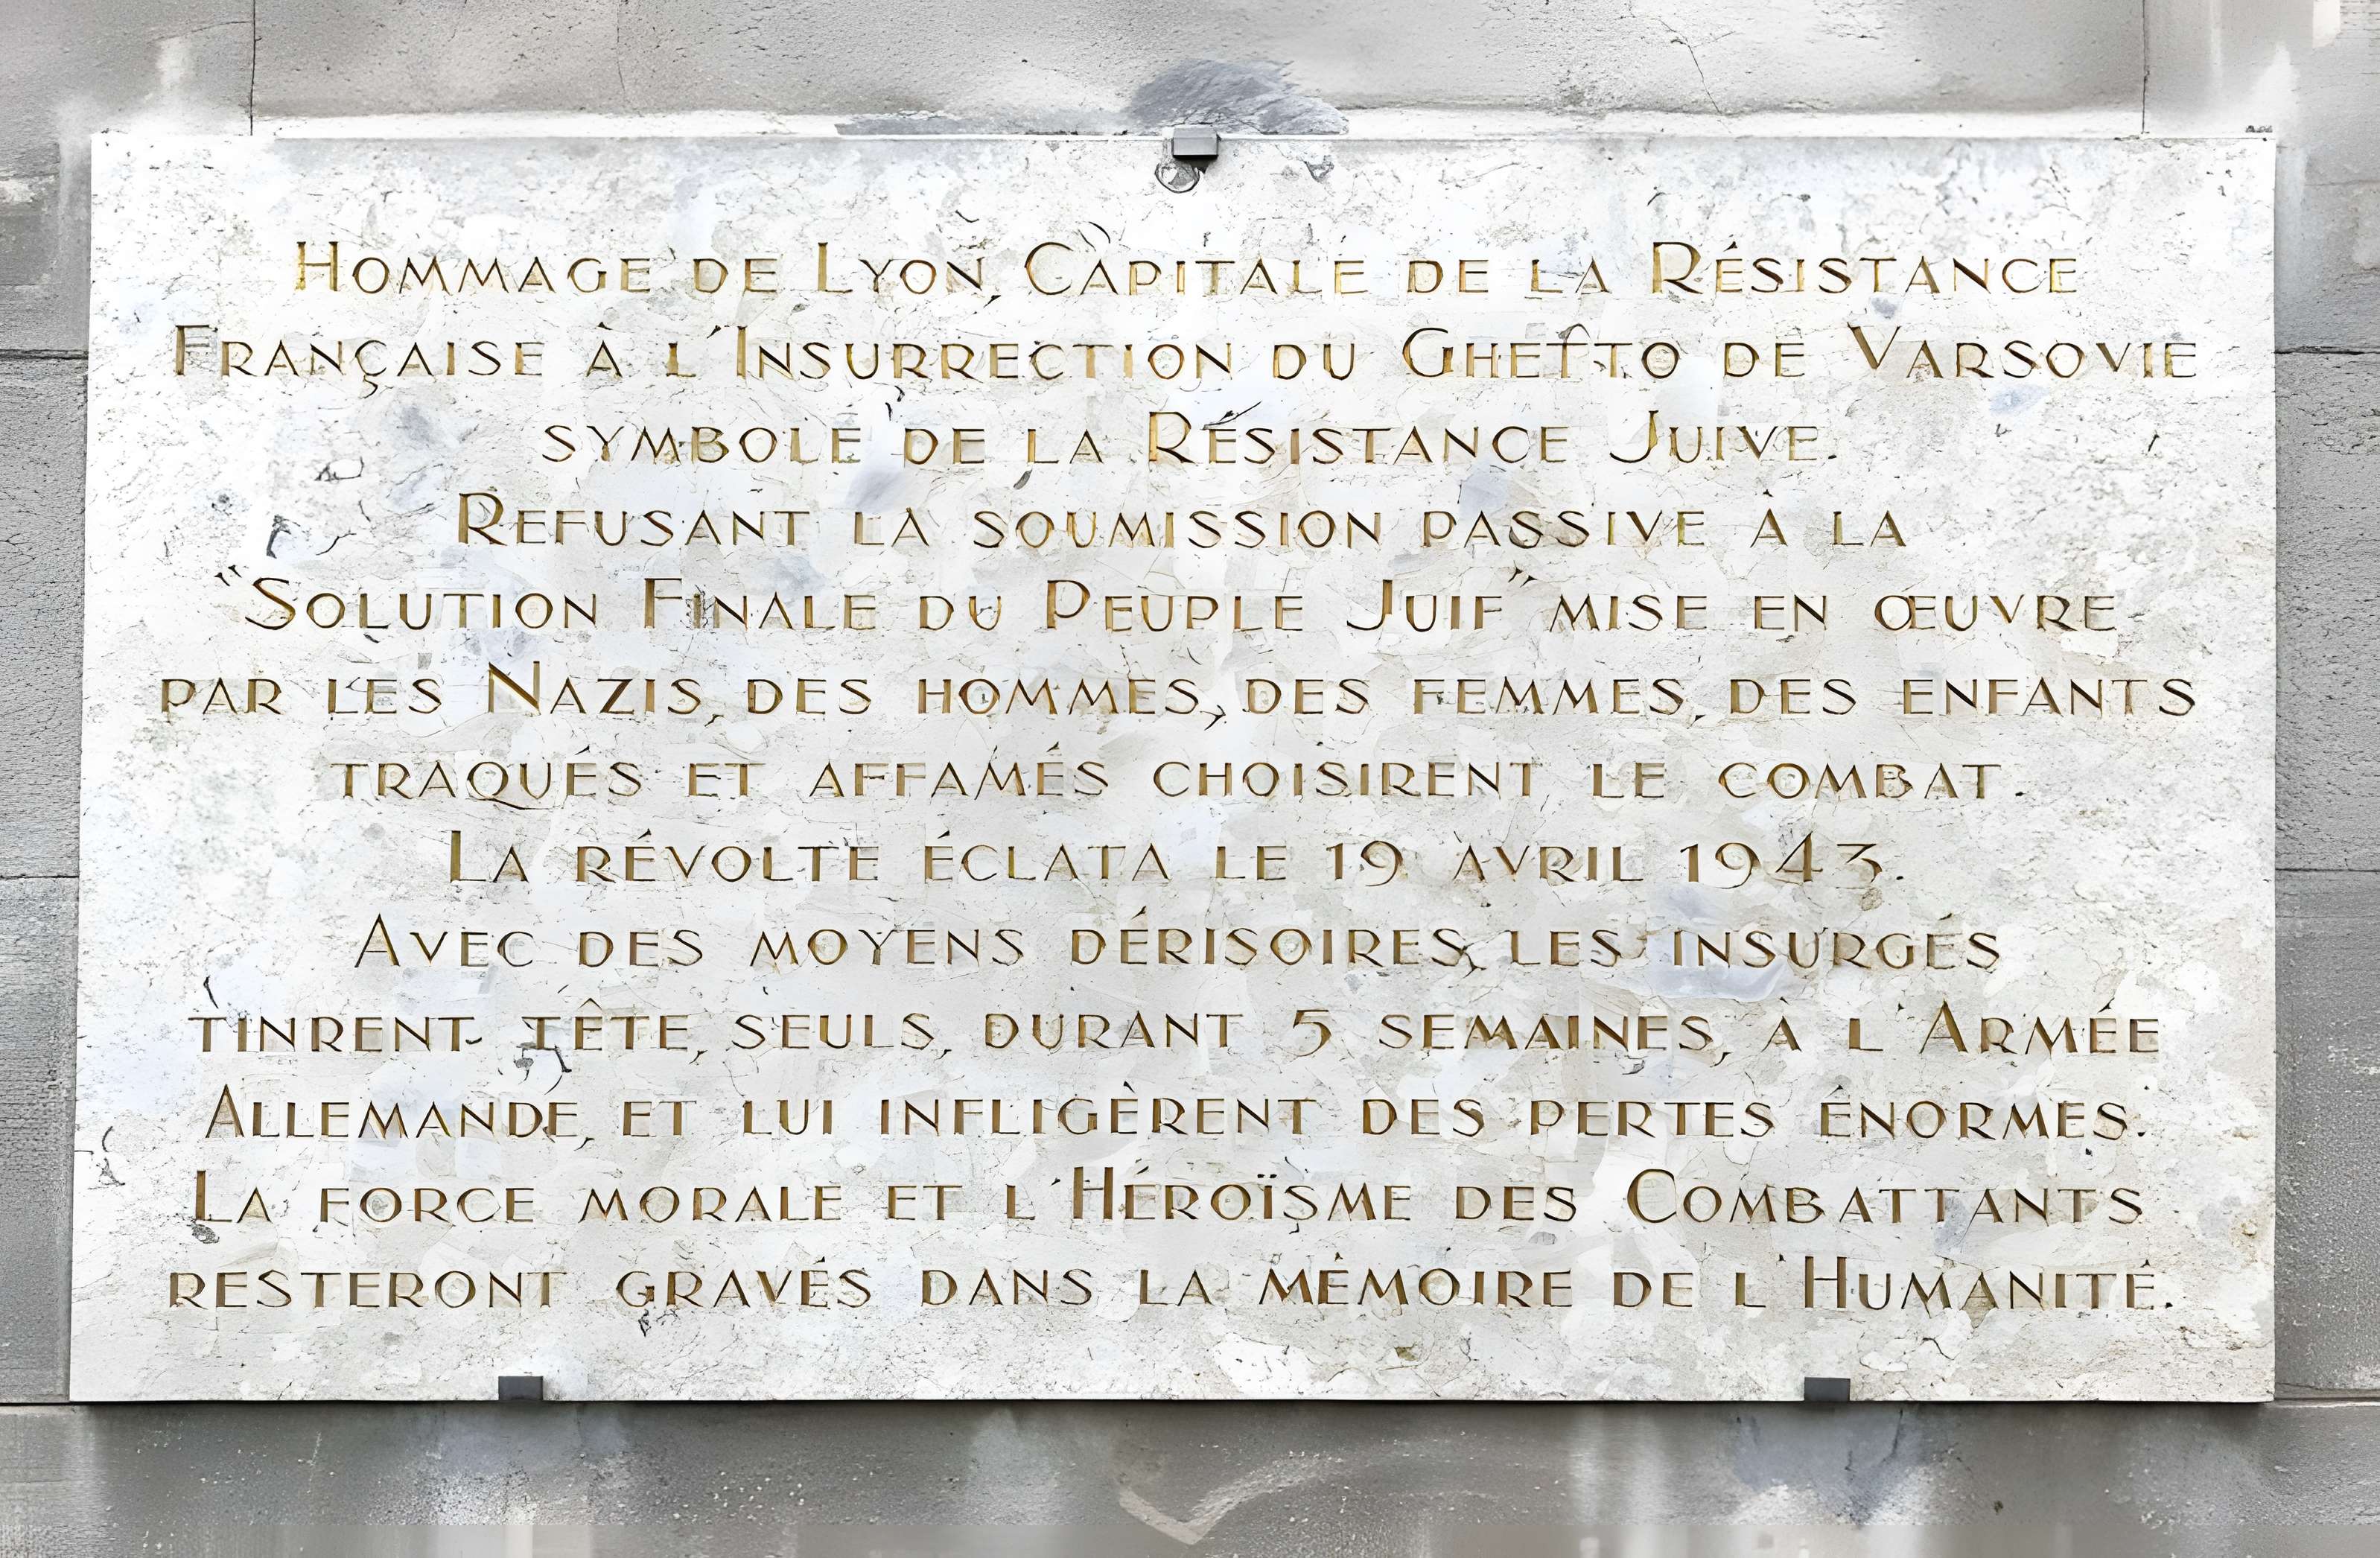 Hommage de Lyon, Capitale de la Résistance
Française à l'Insurrection du Ghetto de Varsovie
symbole de la Résistance Juive.
Refusant la soumission passive à la
"Solution Finale du Peuple Juif" mise en œuvre
par les Nazis, des hommes, des femmes, des enfants
traqués et affamés choisirent le combat.
La révolte éclata le 19 avril 1943.
Avec des moyens dérisoires, les insurgés
tinrent tête, seuls, durant 5 semaines, à l'Armée
Allemande, et lui infligèrent des pertes énormes.
La force morale et l'Héroïsme des Combattants
resteront gravés dans la mémoire de l'Humanité.